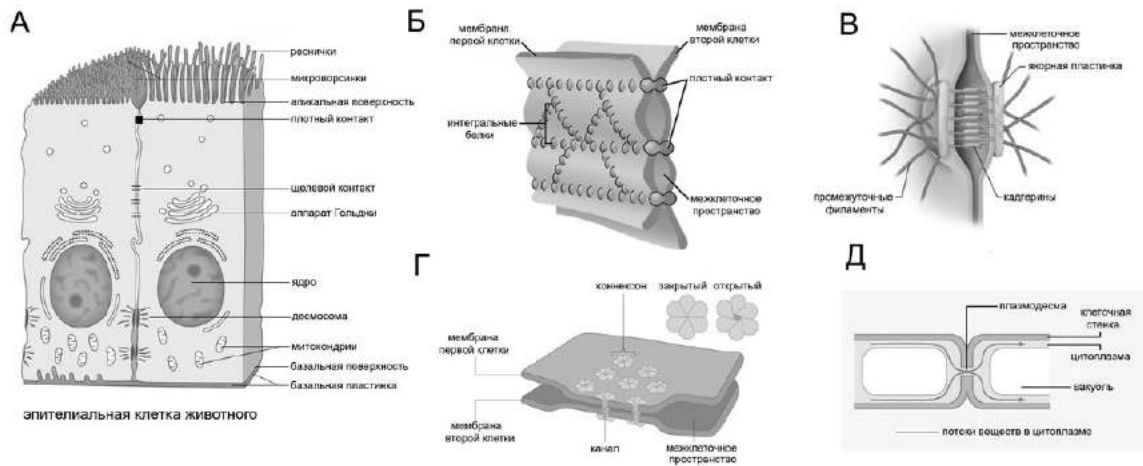 А
реснички
микроворсинки
апикальная поверхность
плотный контакт
щелевой контакт
аппарат Гольджи
ядро
десмосома
митохондрии
базальная поверхность
базальная пластинка
эпителиальная клетка животного
Б
мембрана
первой клетки
мембрана
второй клетки
плотный контакт
интегральные
белки
межклеточное
пространство
В
межклеточное
пространство
якорная пластинка
промежуточные
филаменты
кадгерины
Г
коннексон
закрытый
открытый
мембрана
первой клетки
мембрана
второй клетки
канал
межклеточное
пространство
Д
плазмодесма
клеточная
стенка
цитоплазма
вакуоль
потоки веществ в цитоплазме